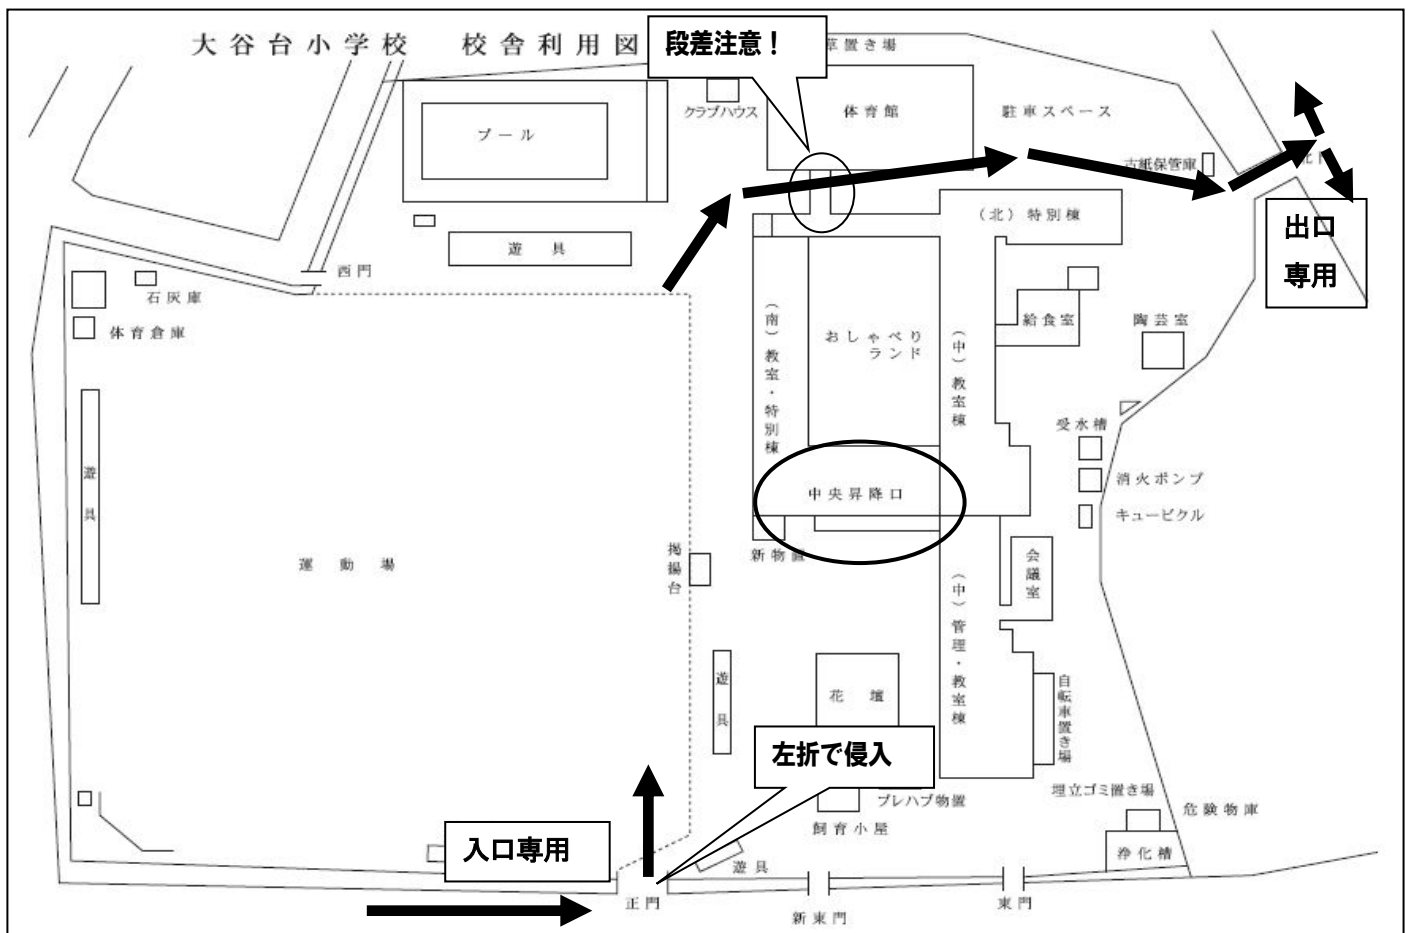 大谷台小学校　校舎利用図
段差注意！
草置き場
クラブハウス
体育館
駐車スペース
プール
古紙保管庫
北門
（北）特別棟
出口
専用
遊具
西門
石灰庫
体育倉庫
（南）教室・特別棟
おしゃべり
ランド
（中）教室棟
給食室
陶芸室
受水槽
消火ポンプ
キュービクル
遊具
中央昇降口
新物置
運動場
掲揚台
会議室
（中）管理・教室棟
遊具
花壇
自転車置き場
左折で侵入
プレハブ物置
埋立ゴミ置き場
危険物庫
飼育小屋
入口専用
浄化槽
遊具
正門
新東門
東門